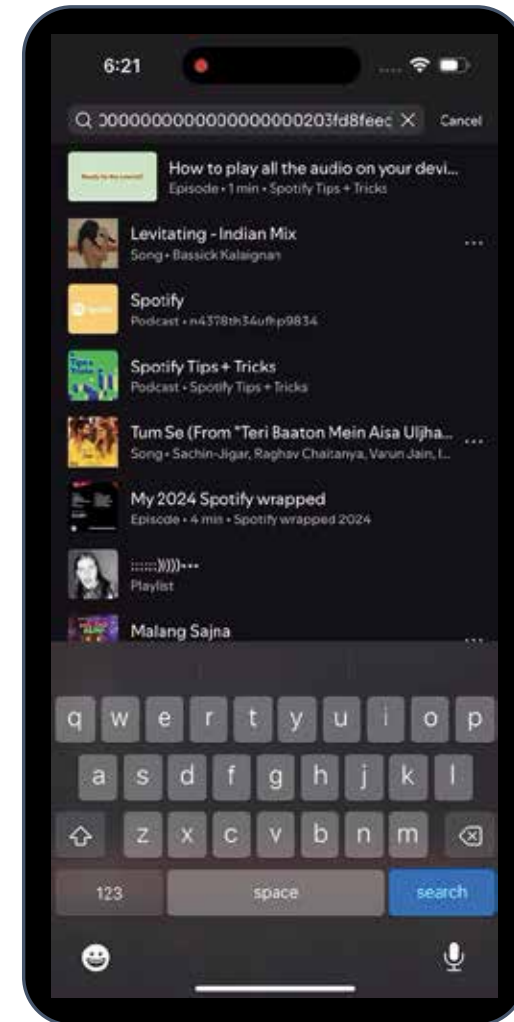 6:21
000000000000000000000203fd8feec
Cancel
How to play all the audio on your devi...
Episode • 1 min • Spotify Tips + Tricks
Levitating - Indian Mix
Song • Bassick Kalaignan
Spotify
Podcast • n4378th34ufhp9834
Spotify Tips + Tricks
Podcast • Spotify Tips + Tricks
Tum Se (From "Teri Baaton Mein Aisa Uljha...
Song • Sachin-Jigar, Raghav Chaitanya, Varun Jain, I...
My 2024 Spotify wrapped
Episode • 4 min • Spotify wrapped 2024
::::::)))))•••
Playlist
Malang Sajna
q w e r t y u i o p
a s d f g h j k l
z x c v b n m
123 space search